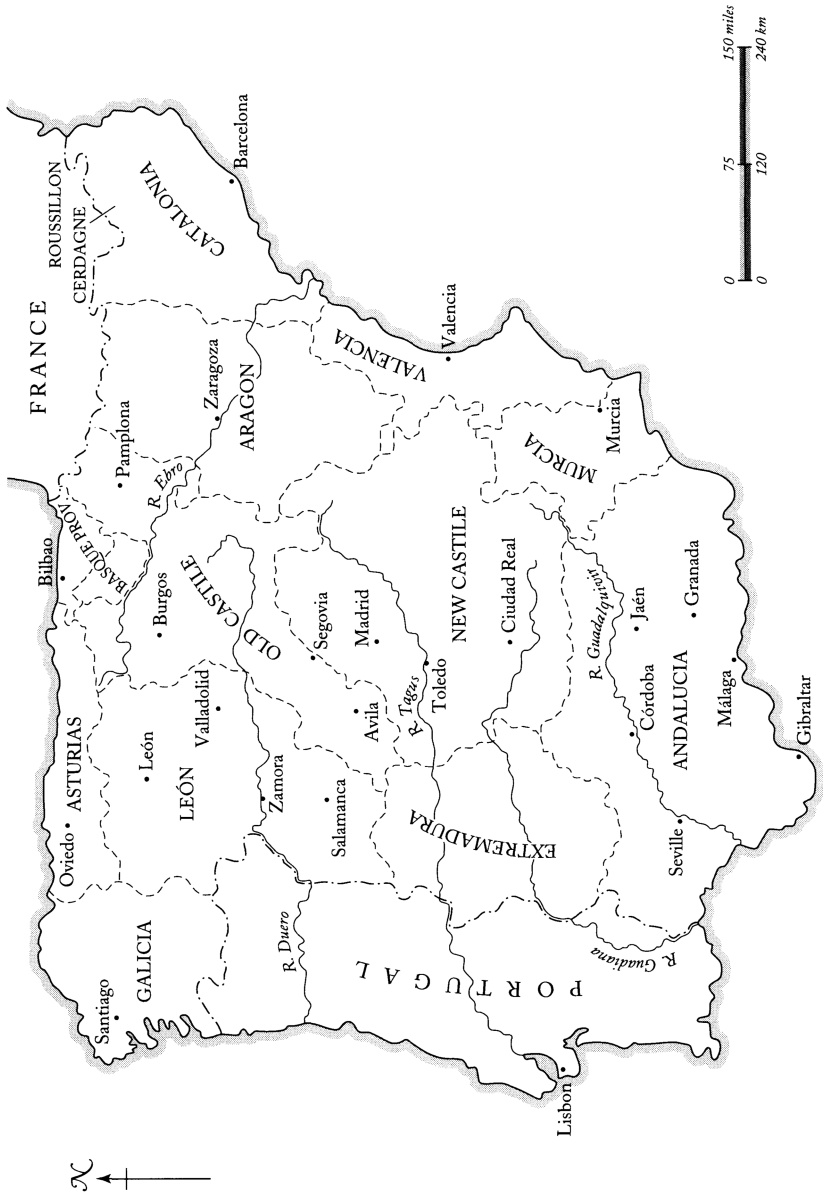 N
FRANCE
ROUSSILLON
CERDAGNE
CATALONIA
Barcelona
Santiago
GALICIA
Oviedo
ASTURIAS
Bilbao
BASQUE PROV.
Pamplona
León
LEÓN
Burgos
R. Ebro
Zaragoza
ARAGON
Valladolid
OLD CASTILE
Zamora
R. Duero
Salamanca
Segovia
Avila
Madrid
PORTUGAL
R. Tagus
Toledo
NEW CASTILE
VALENCIA
Valencia
EXTREMADURA
Ciudad Real
Lisbon
MURCIA
Murcia
R. Guadiana
R. Guadalquivir
Córdoba
Jaén
Seville
ANDALUCIA
Granada
Málaga
Gibraltar
0 75 150 miles
0 120 240 km